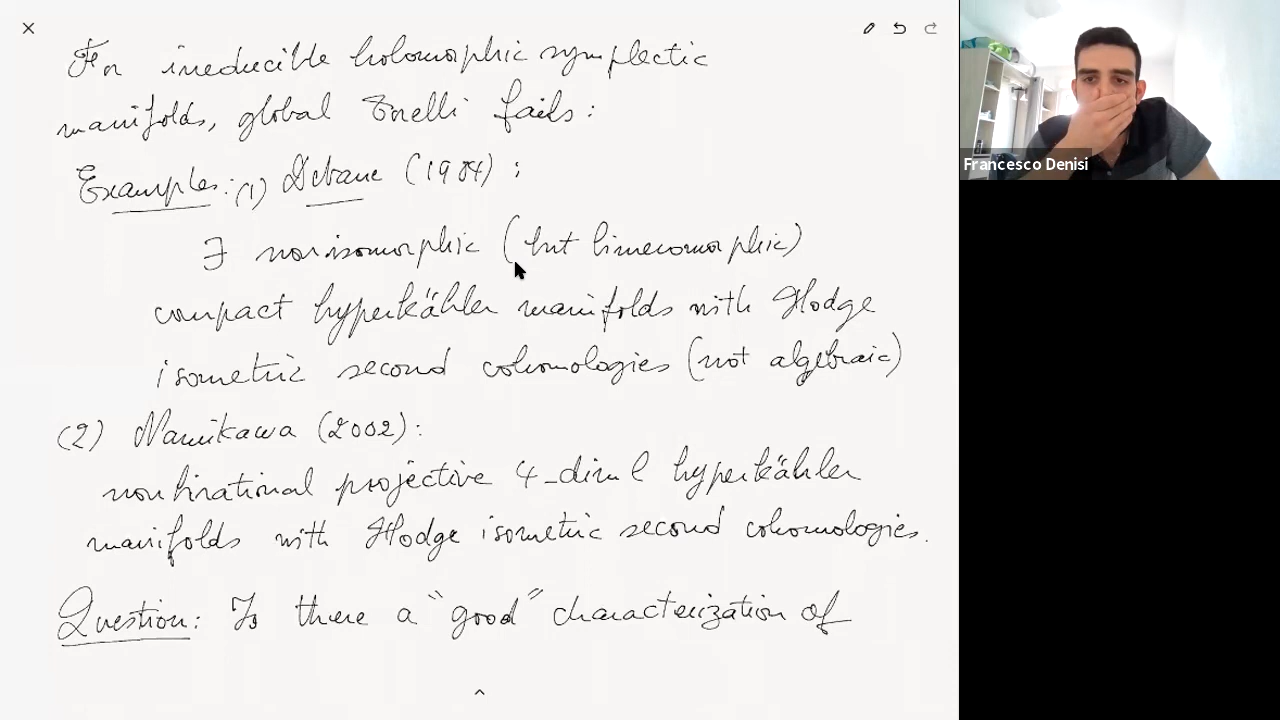 For irreducible holomorphic symplectic
manifolds, global Torelli fails:
Examples: (1) Debarre (1984):
∃ nonisomorphic (but bimeromorphic)
compact hyperkähler manifolds with Hodge
isometric second cohomologies (not algebraic)
(2) Namikawa (2002):
nonbirational projective 4-dim'l hyperkähler
manifolds with Hodge isometric second cohomologies.
Question: Is there a "good" characterization of
Francesco Denisi